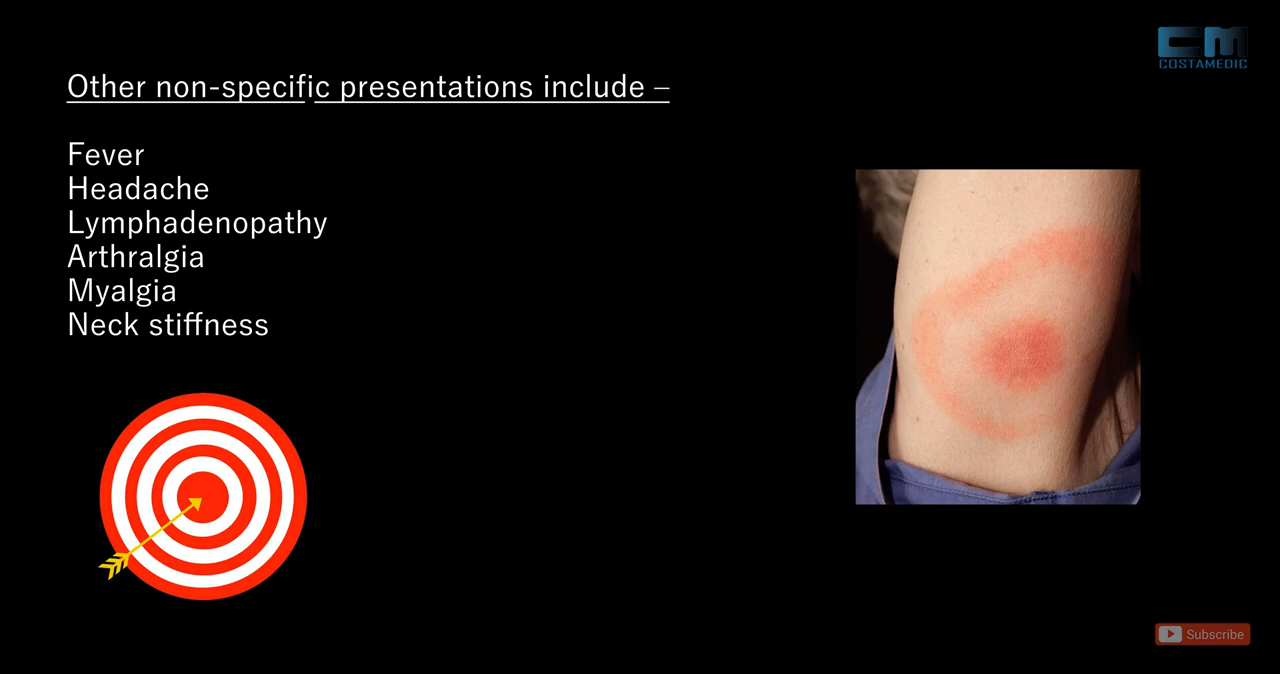 Other non-specific presentations include –
Fever
Headache
Lymphadenopathy
Arthralgia
Myalgia
Neck stiffness
CM
COSTAMEDIC
Subscribe